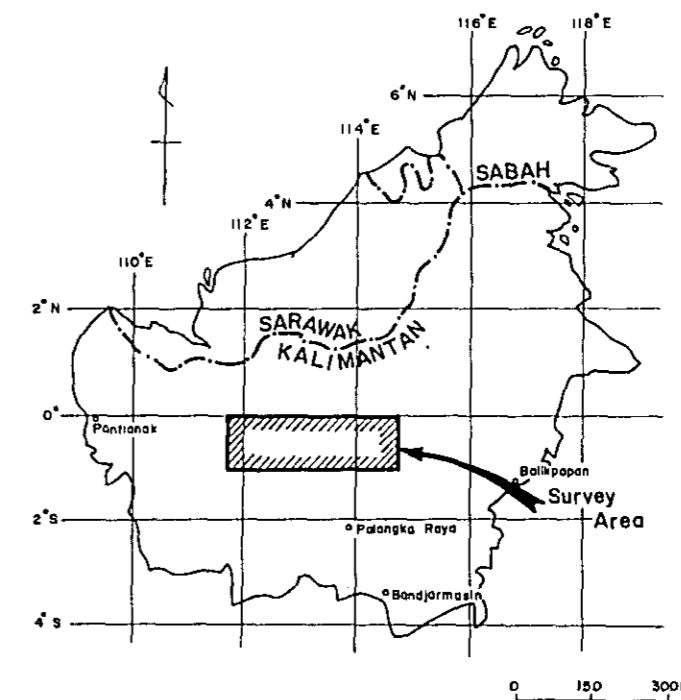 116°E
118°E
6°N
114°E
SABAH
4°N
112°E
110°E
2°N
SARAWAK
KALIMANTAN
0°
Pontianak
Balikpapan
Survey
Area
2°S
Palangka Raya
Bandjarmasin
4°S
0 150 300